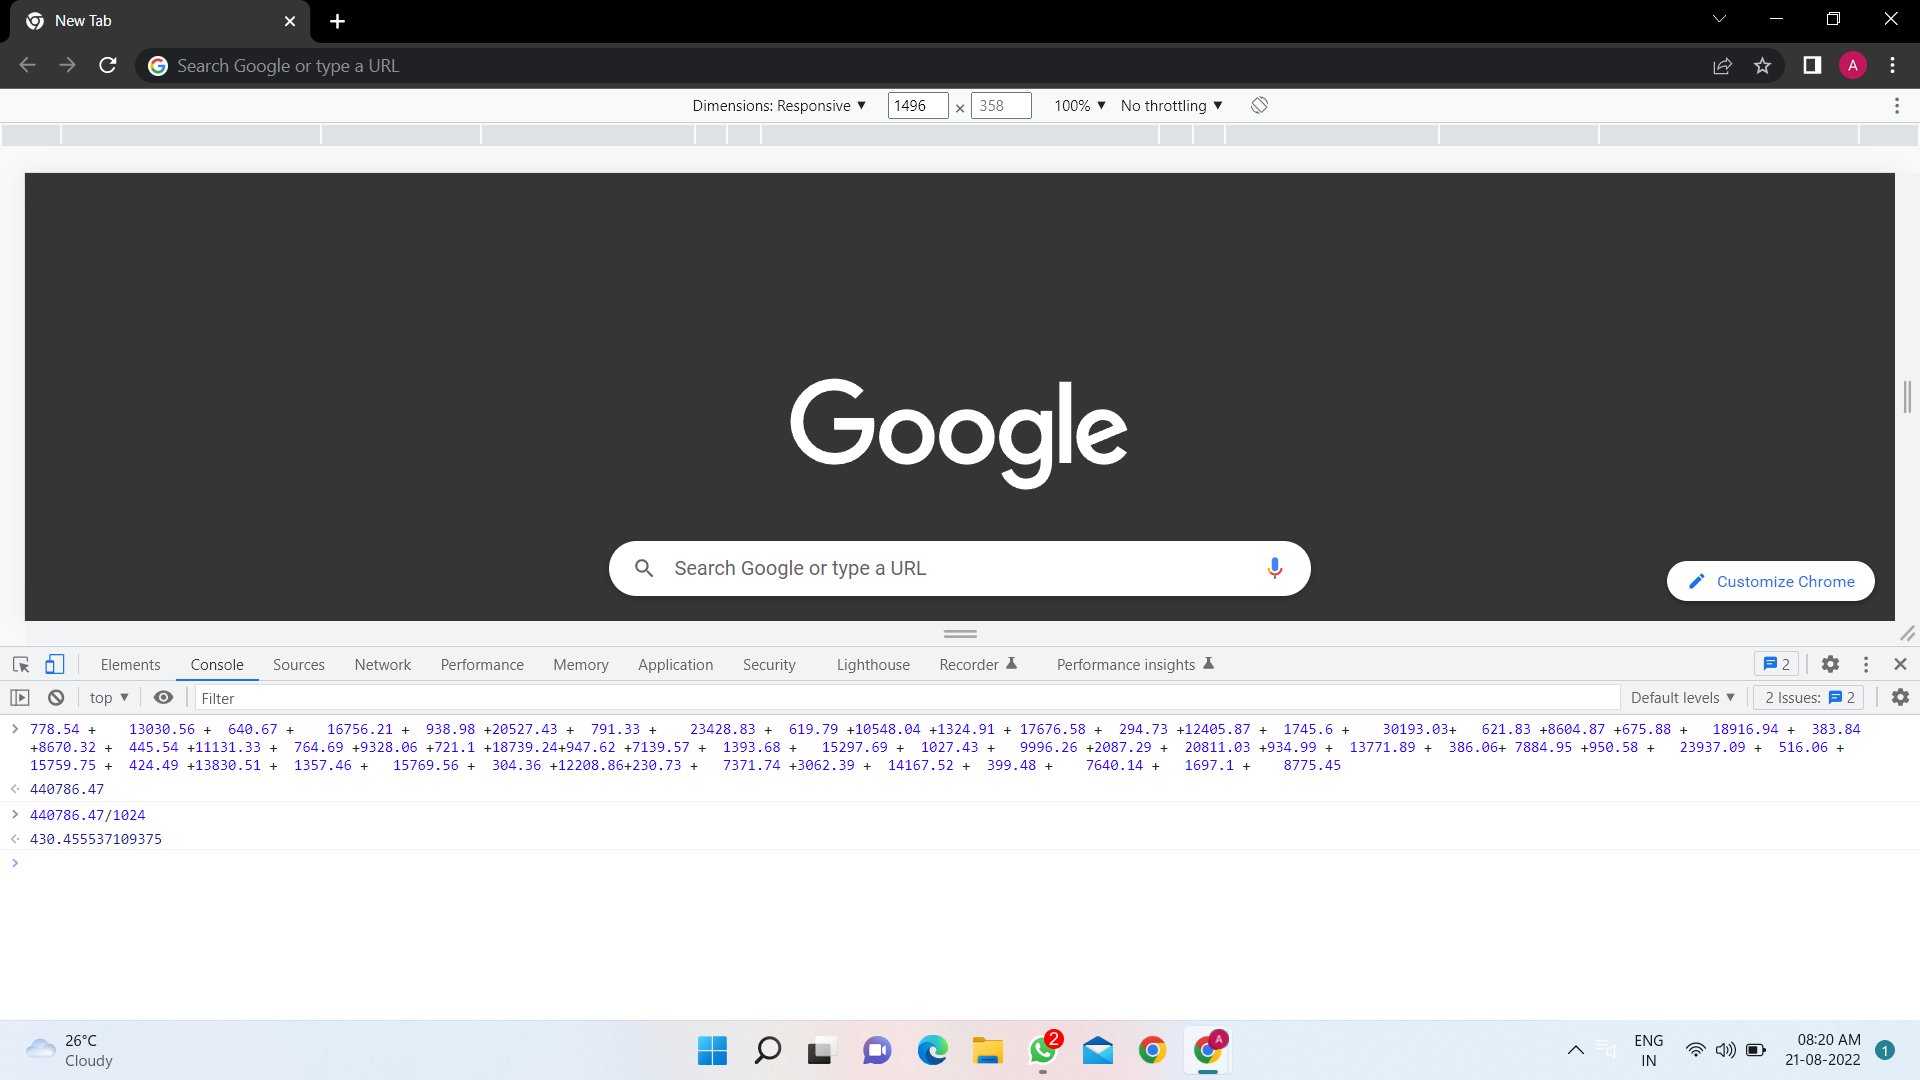 New Tab
Search Google or type a URL
Dimensions: Responsive ▼ 1496 × 358 100% ▼ No throttling ▼
Google
Search Google or type a URL
Customize Chrome
Elements Console Sources Network Performance Memory Application Security Lighthouse Recorder Performance insights 2
top ▼ Filter Default levels ▼ 2 Issues: 2
> 778.54 + 13030.56 + 640.67 + 16756.21 + 938.98 +20527.43 + 791.33 + 23428.83 + 619.79 +10548.04 +1324.91 + 17676.58 + 294.73 +12405.87 + 1745.6 + 30193.03+ 621.83 +8604.87 +675.88 + 18916.94 + 383.84
+8670.32 + 445.54 +11131.33 + 764.69 +9328.06 +721.1 +18739.24+947.62 +7139.57 + 1393.68 + 15297.69 + 1027.43 + 9996.26 +2087.29 + 20811.03 +934.99 + 13771.89 + 386.06+ 7884.95 +950.58 + 23937.09 + 516.06 +
15759.75 + 424.49 +13830.51 + 1357.46 + 15769.56 + 304.36 +12208.86+230.73 + 7371.74 +3062.39 + 14167.52 + 399.48 + 7640.14 + 1697.1 + 8775.45
440786.47
> 440786.47/1024
430.455537109375
>
26°C
Cloudy
2
A
ENG
IN
08:20 AM
21-08-2022
1